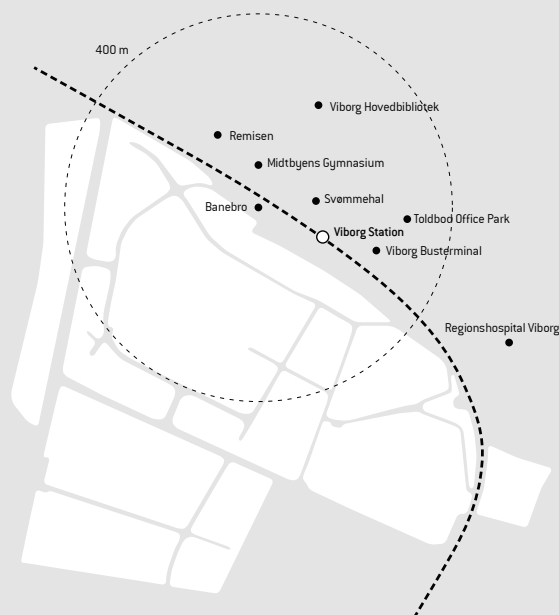 400 m
Viborg Hovedbibliotek
Remisen
Midtbyens Gymnasium
Svømmehal
Banebro
Toldboo Office Park
Viborg Station
Viborg Busterminal
Regionshospital Viborg